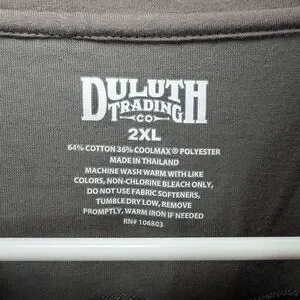 DULUTH
TRADING
CO
2XL
64% COTTON 36% COOLMAX® POLYESTER
MADE IN THAILAND
MACHINE WASH WARM WITH LIKE
COLORS, NON-CHLORINE BLEACH ONLY,
DO NOT USE FABRIC SOFTENERS,
TUMBLE DRY LOW, REMOVE
PROMPTLY, WARM IRON IF NEEDED
RN# 106803